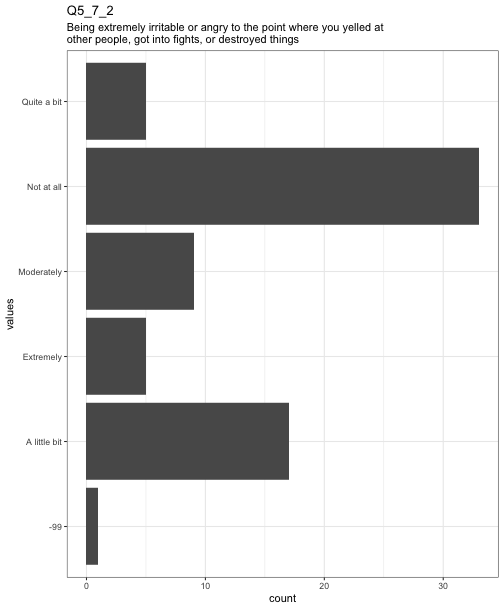 Q5_7_2
Being extremely irritable or angry to the point where you yelled at
other people, got into fights, or destroyed things
values
Quite a bit
Not at all
Moderately
Extremely
A little bit
-99
0 10 20 30
count